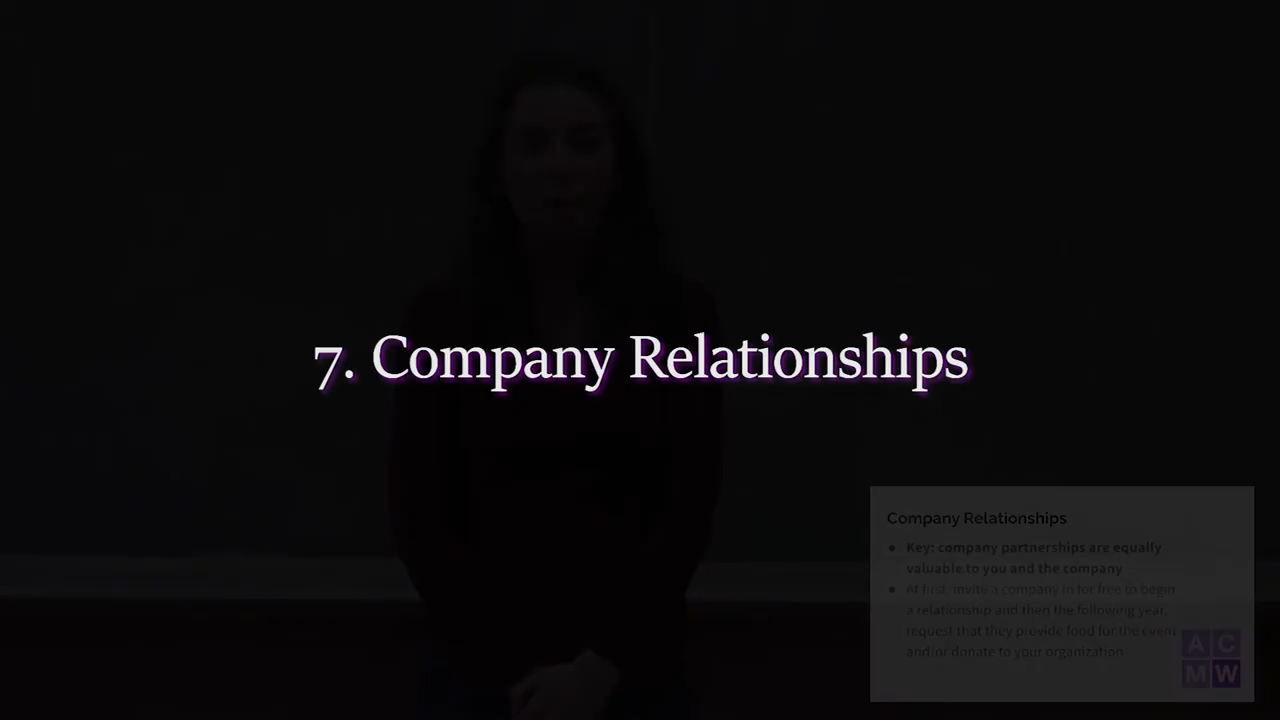 7. Company Relationships
Company Relationships
● Key: company partnerships are equally
valuable to you and the company
● At first, invite a company in for free to begin
a relationship and then the following year,
request that they provide food for the event
and/or donate to your organization
A C
M W